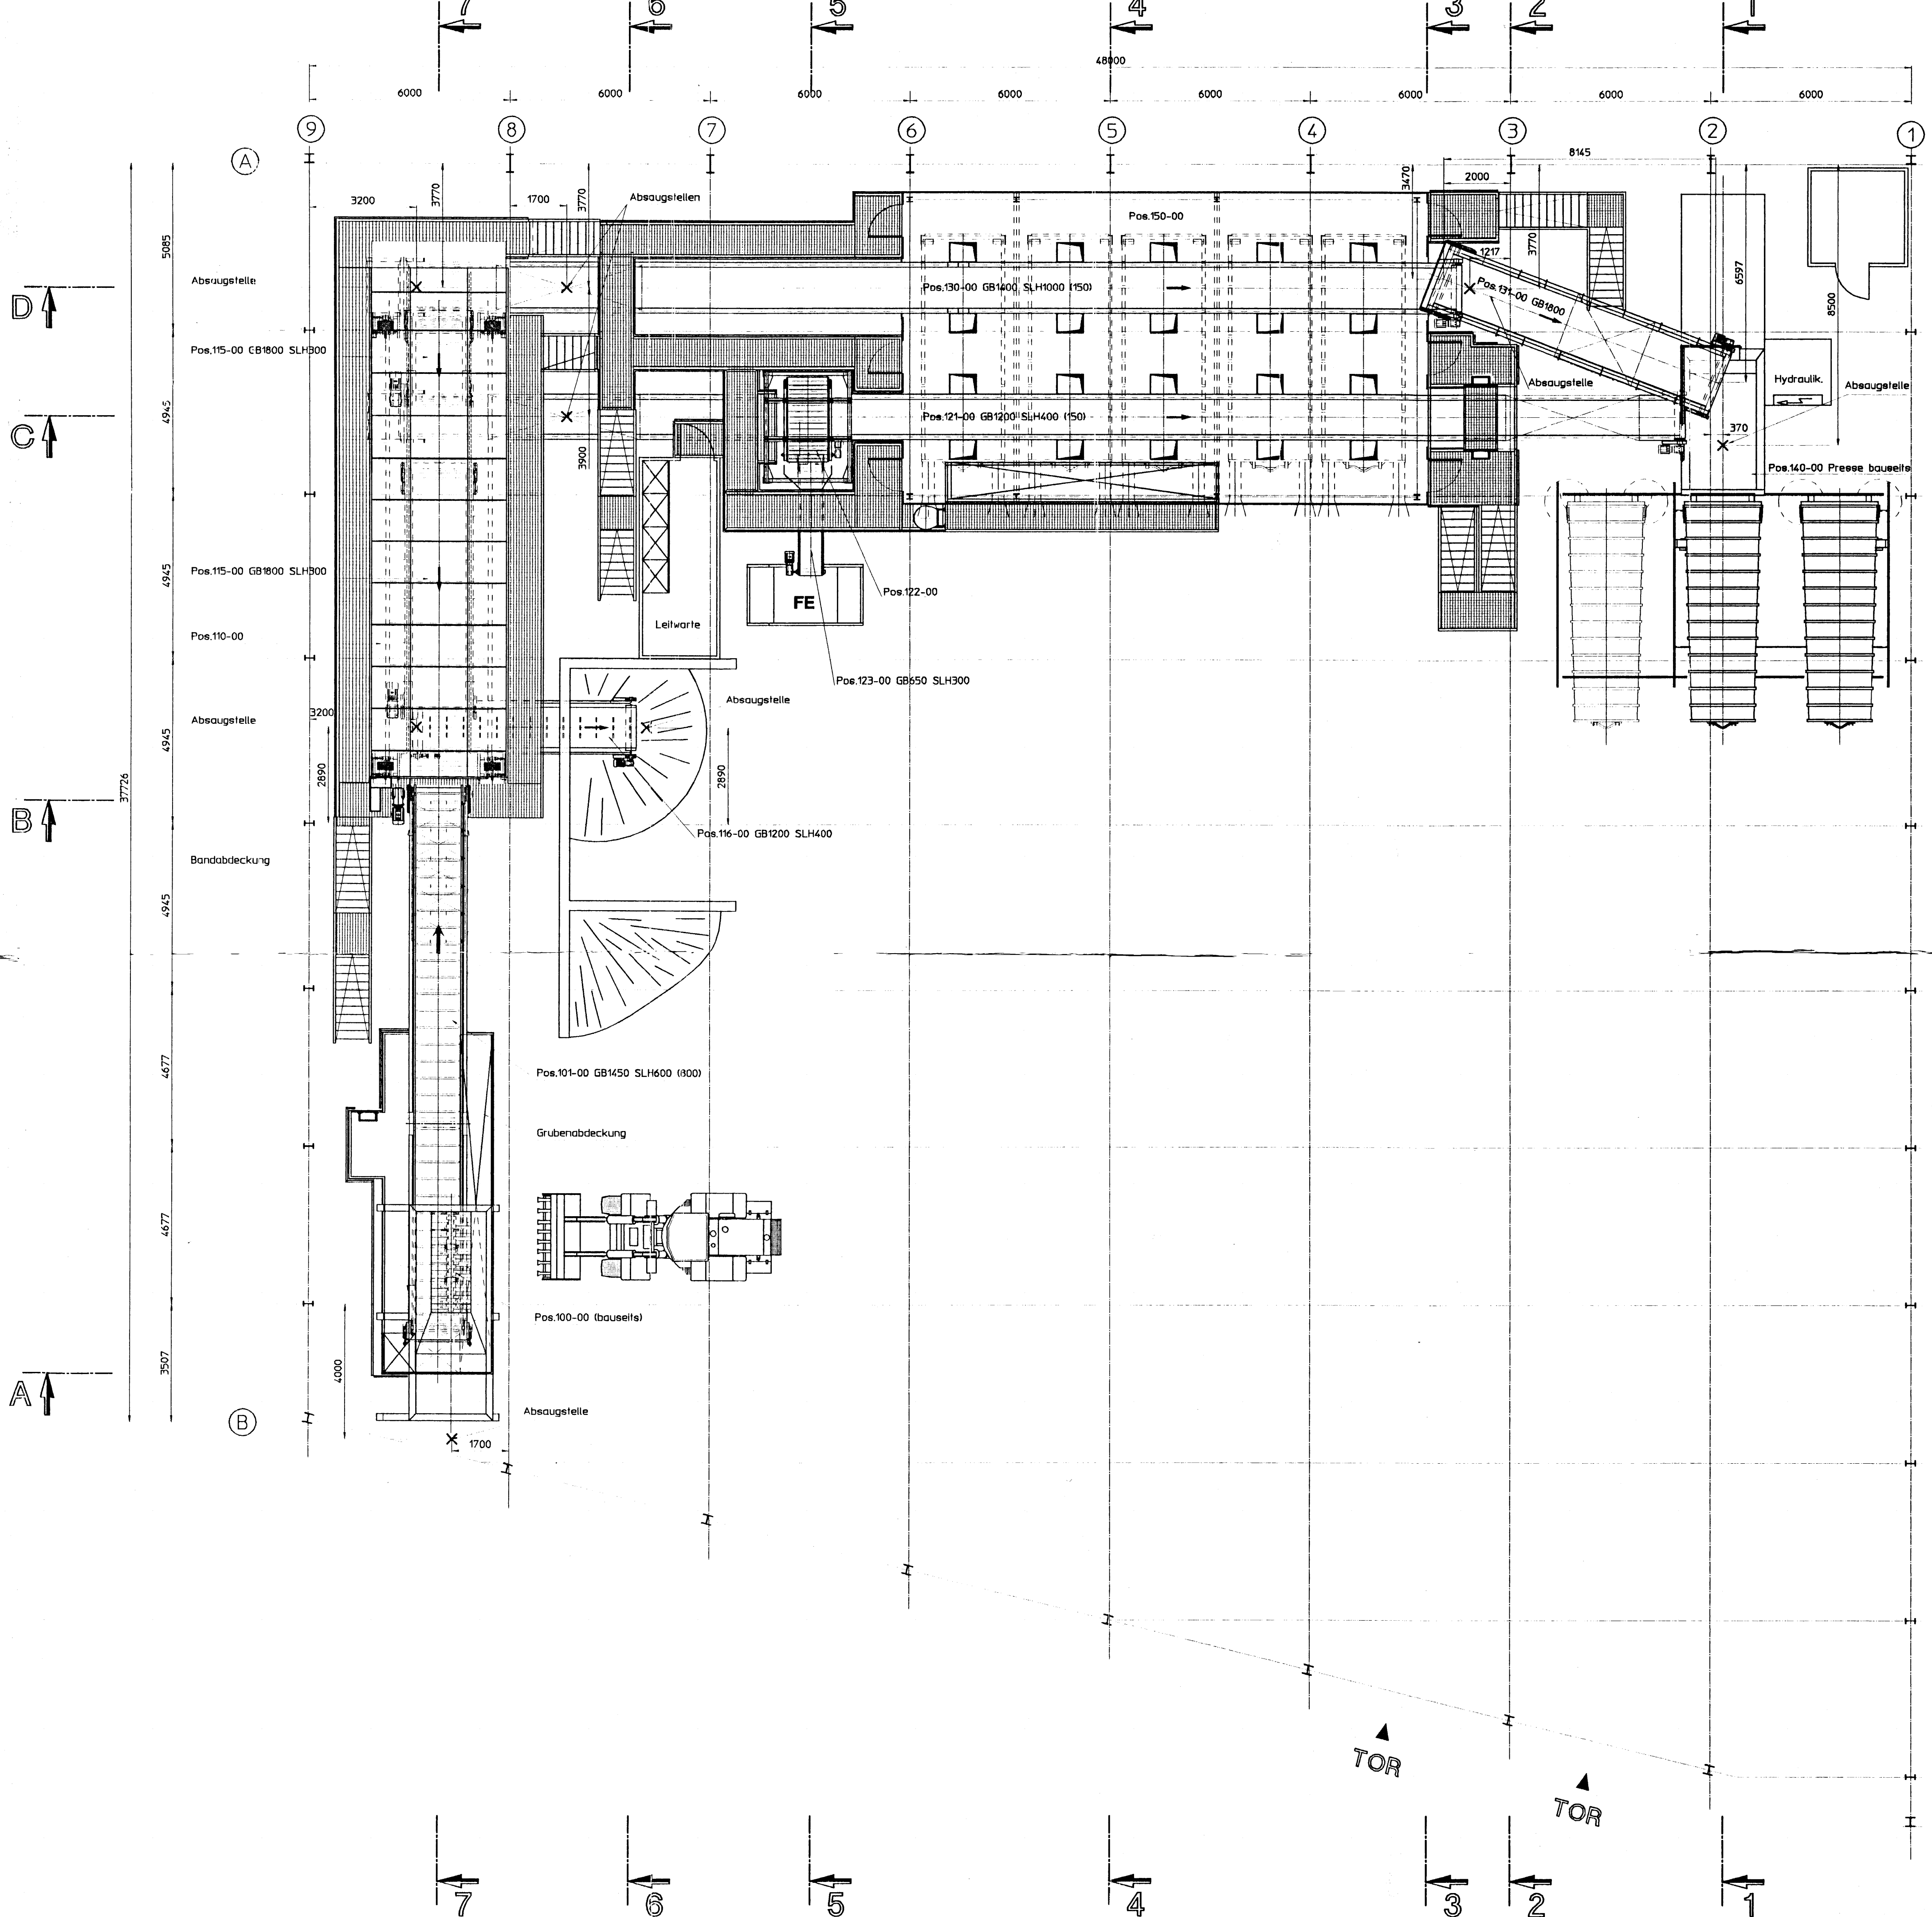 7 6 5 4 3 2 1
48000
6000 6000 6000 6000 6000 6000 6000 6000
9 8 7 6 5 4 3 2 1
A
8145
2000
3470
3770
3200
3770
1700
3770
Absaugstellen
Pos.150-00
1217
6597
8500
5085
Absaugstelle
D
Pos.130-00 GB1400 SLH1000 (150)
Pos.131-00 GB1800
Pos.115-00 GB1800 SLH300
Absaugstelle
Hydraulik.
Absaugstelle
4945
C
Pos.121-00 GB1200 SLH400 (150)
370
3900
Pos.140-00 Presse bauseits
4945
Pos.115-00 GB1800 SLH300
Pos.122-00
FE
Leitwarte
Pos.110-00
Pos.123-00 GB650 SLH300
Absaugstelle
3200
Absaugstelle
4945
2890
2890
37726
B
Pos.116-00 GB1200 SLH400
Bandabdeckung
4945
4677
Pos.101-00 GB1450 SLH600 (800)
Grubenabdeckung
4677
Pos.100-00 (bauseits)
3507
4000
A
B
Absaugstelle
1700
TOR
TOR
7 6 5 4 3 2 1